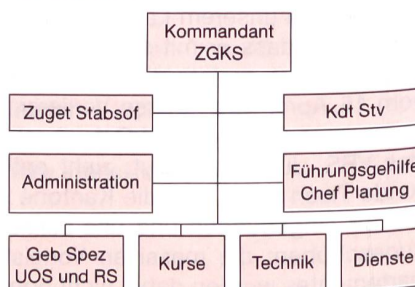 Kommandant
ZGKS
Zuget Stabsof
Kdt Stv
Administration
Führungsgehilfe
Chef Planung
Geb Spez
UOS und RS
Kurse
Technik
Dienste